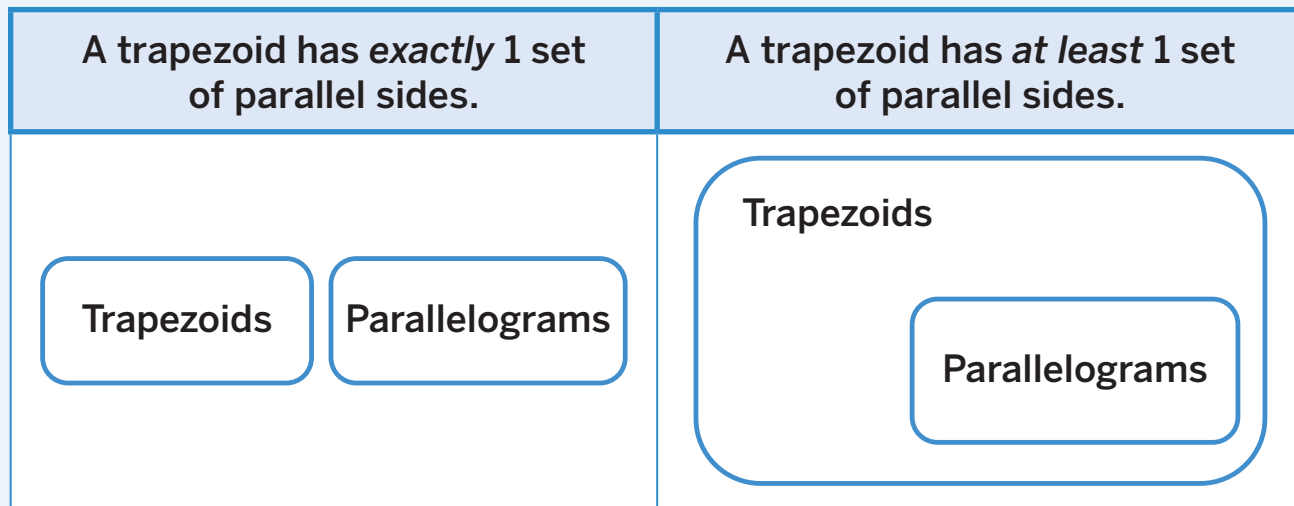 A trapezoid has exactly 1 set
of parallel sides.
A trapezoid has at least 1 set
of parallel sides.
Trapezoids
Parallelograms
Trapezoids
Parallelograms